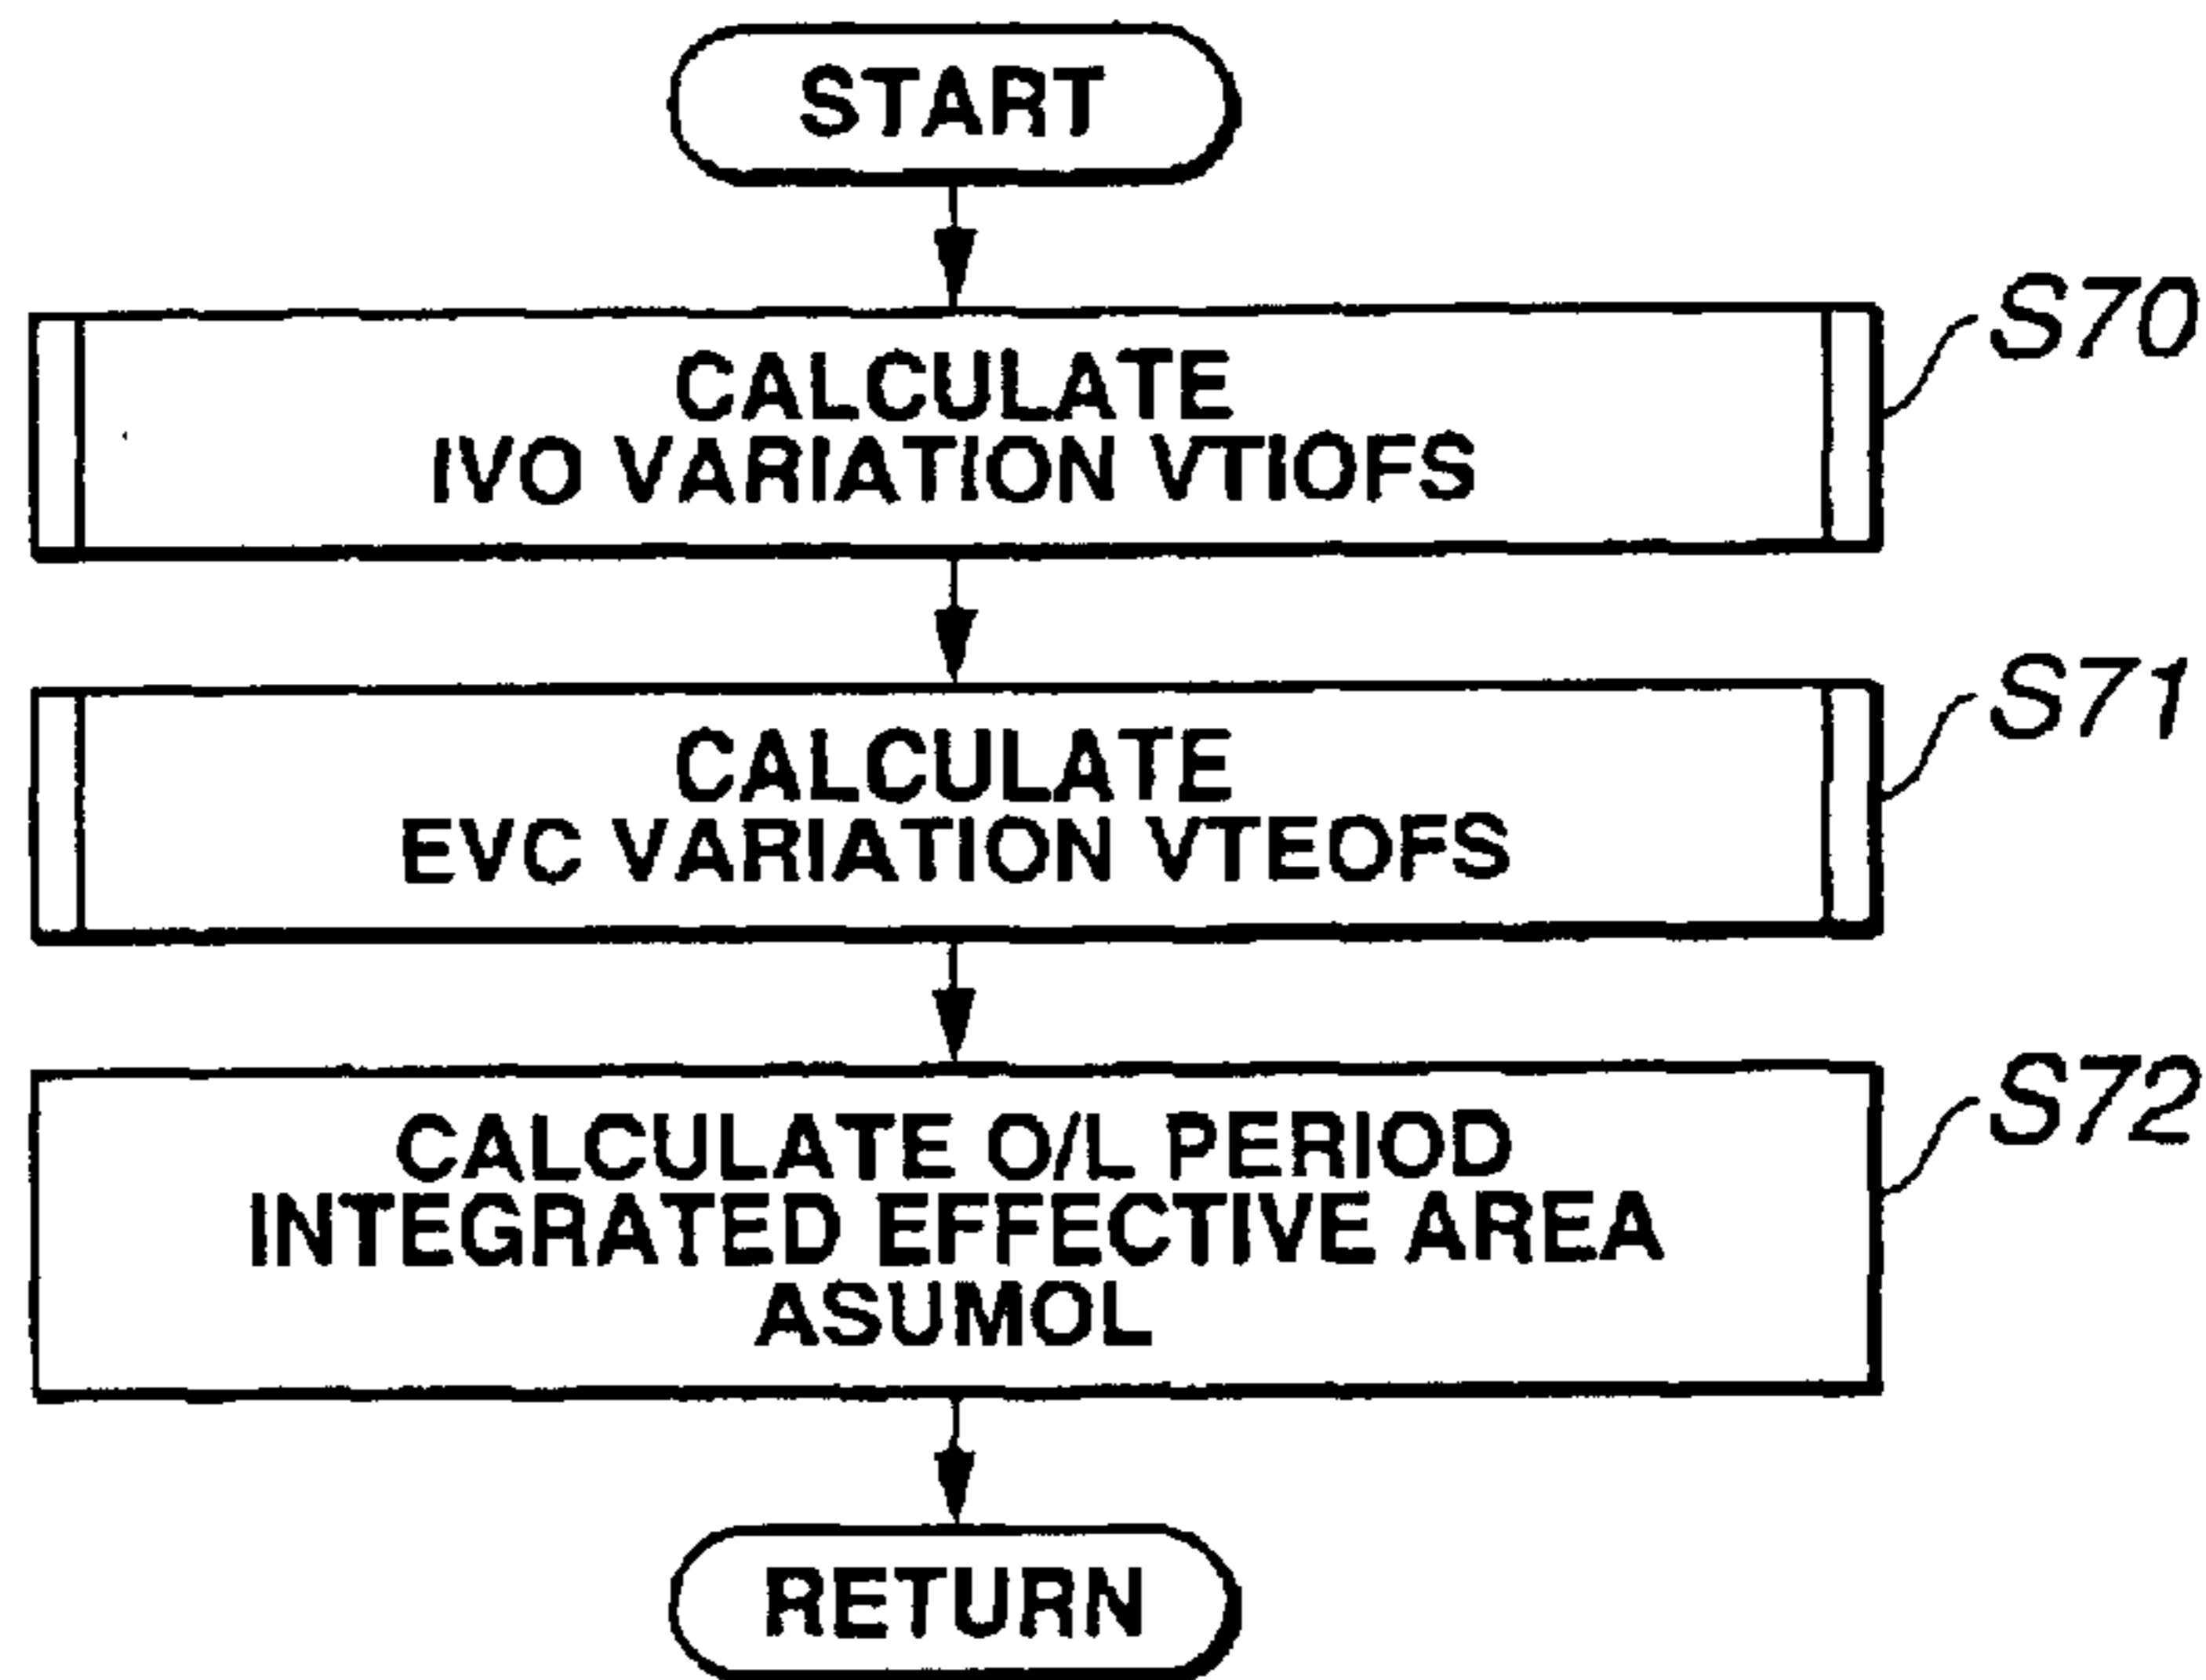 START
CALCULATE
IVO VARIATION VTIOFS
S70
CALCULATE
EVC VARIATION VTEOFS
S71
CALCULATE O/L PERIOD
INTEGRATED EFFECTIVE AREA
ASUMOL
S72
RETURN